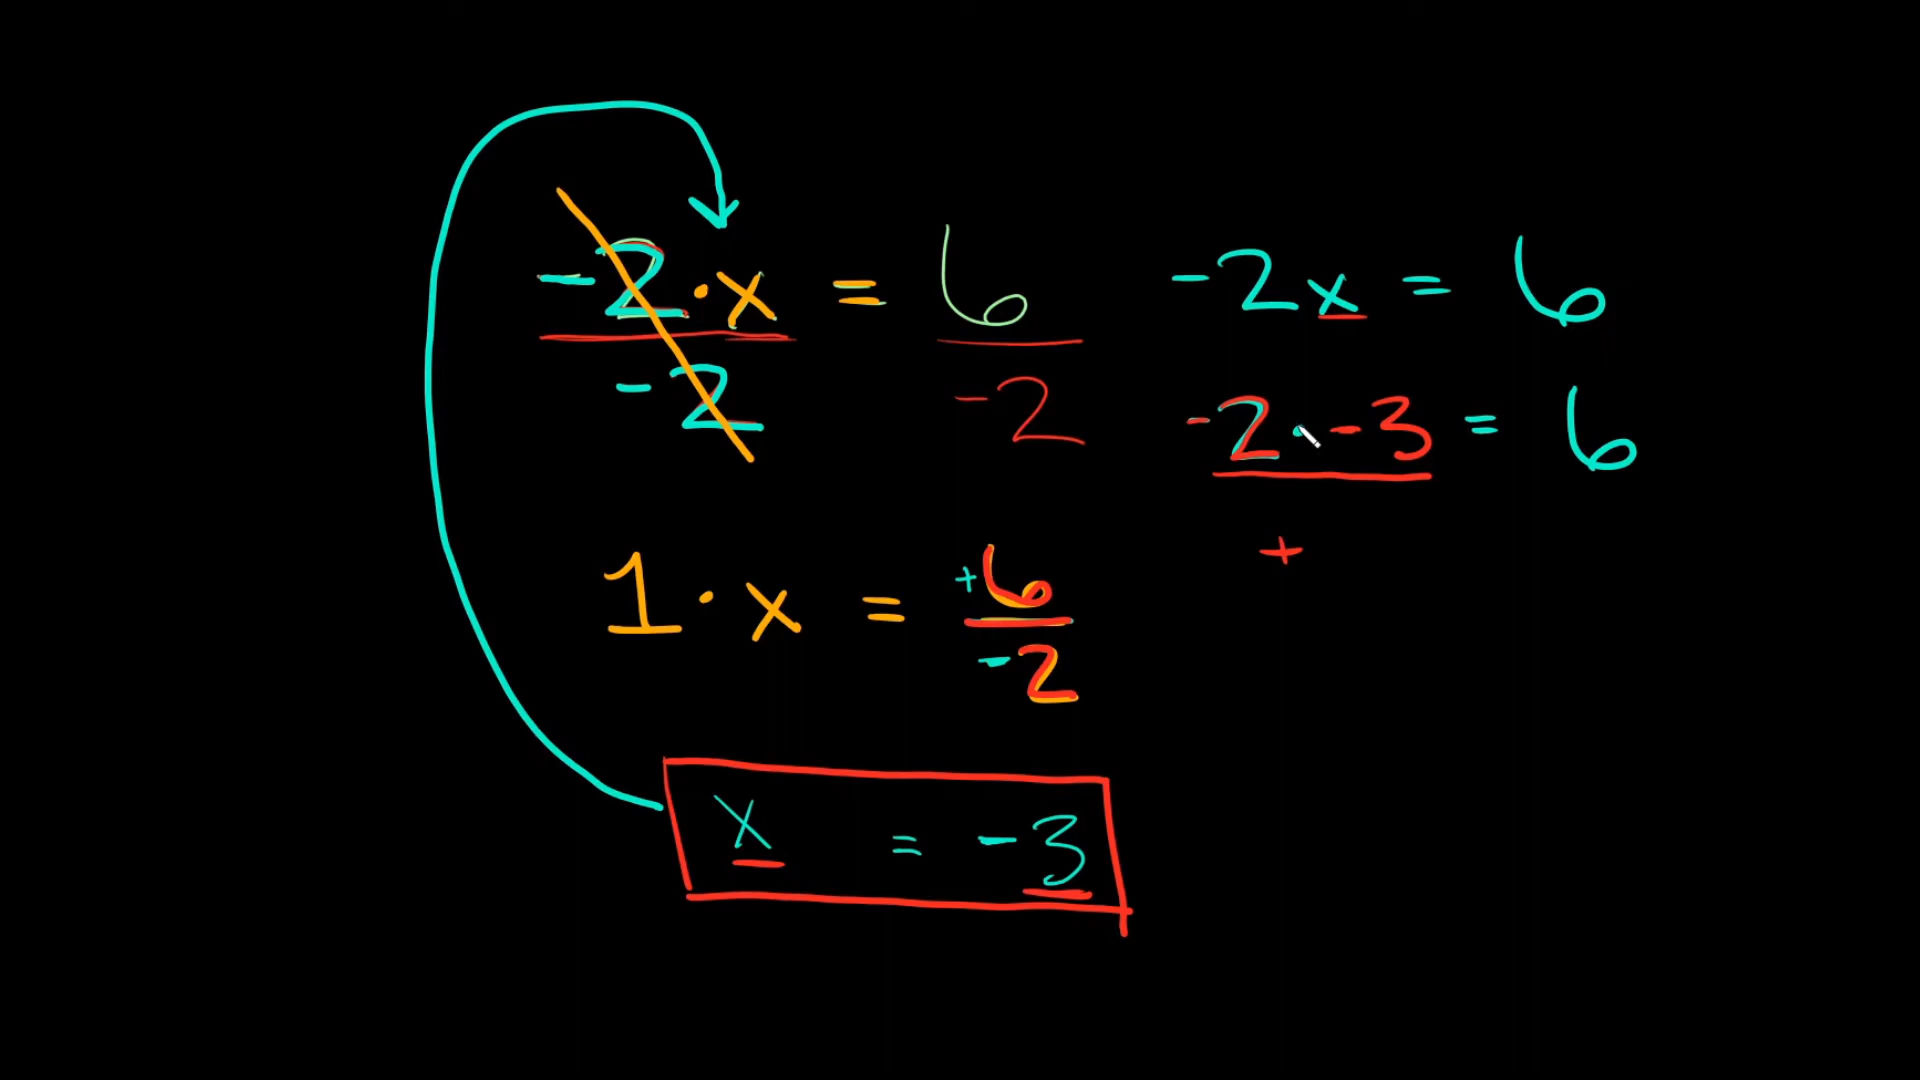 -2 · x = 6
-2 -2
1 · x = +6
-2
x = -3
-2x = 6
-2 · -3 = 6
+